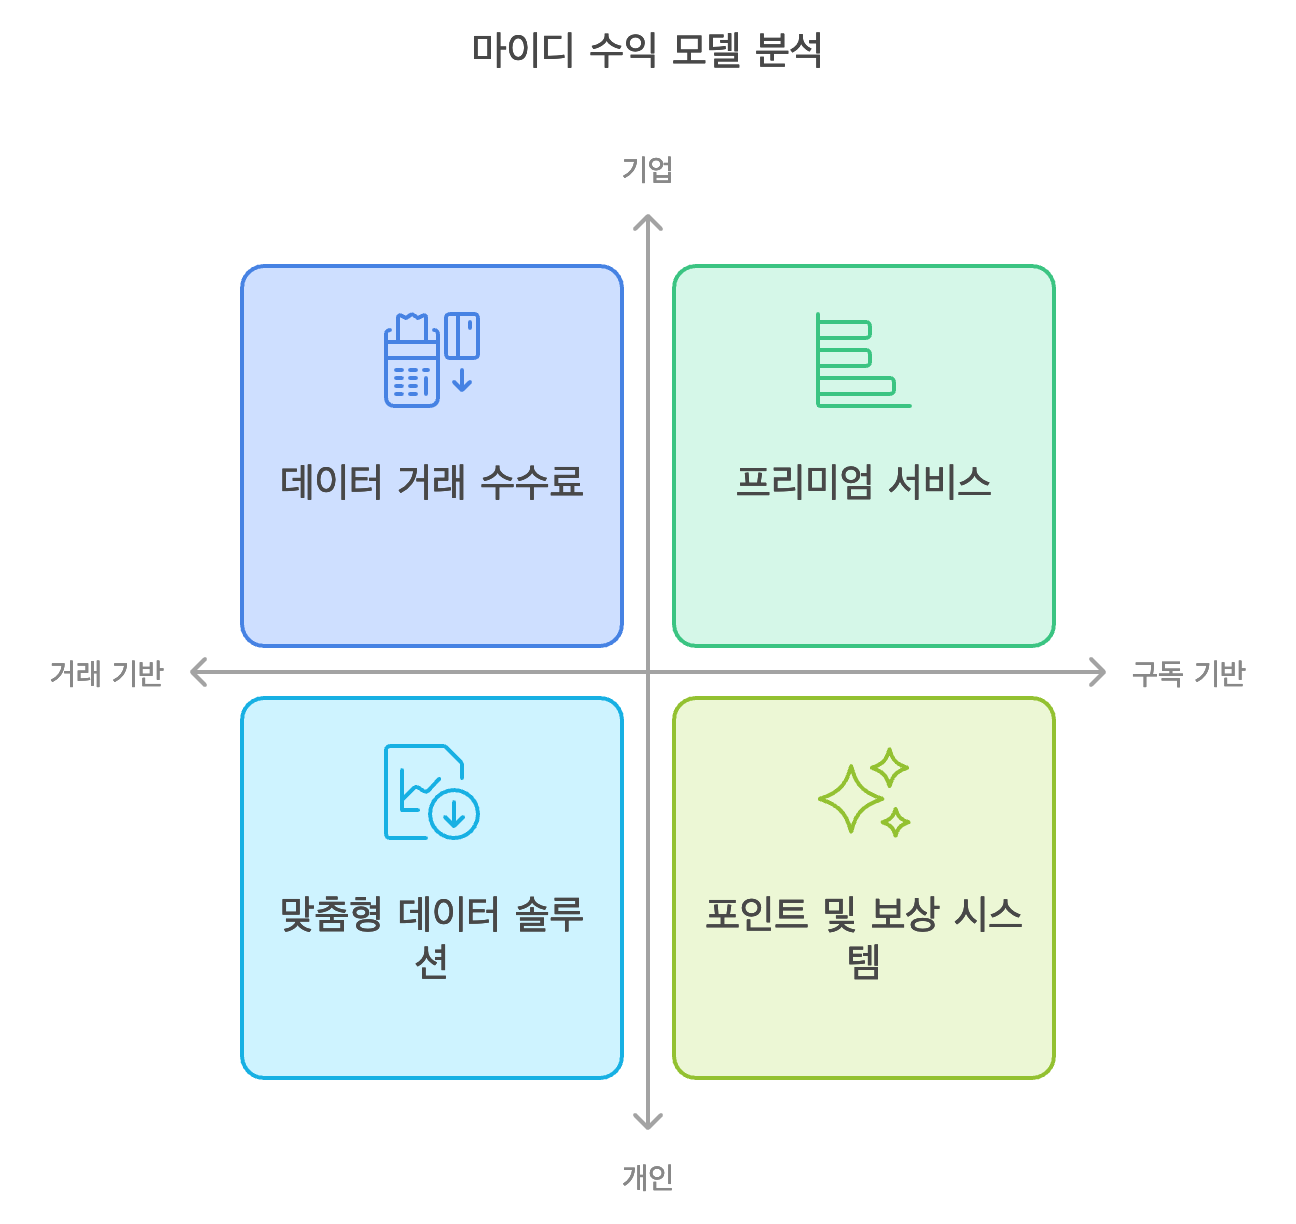 마이디 수익 모델 분석
기업
데이터 거래 수수료
프리미엄 서비스
거래 기반
구독 기반
맞춤형 데이터 솔루
션
포인트 및 보상 시스
템
개인